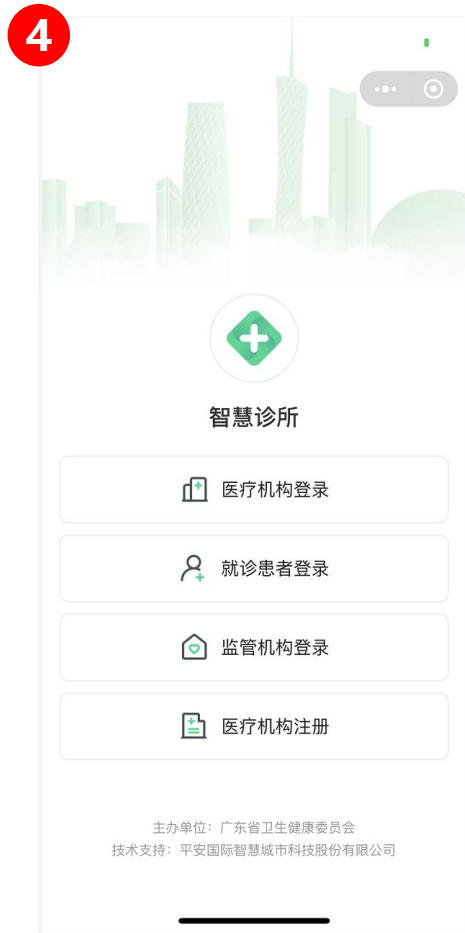 4
智慧诊所
医疗机构登录
就诊患者登录
监管机构登录
医疗机构注册
主办单位：广东省卫生健康委员会
技术支持：平安国际智慧城市科技股份有限公司